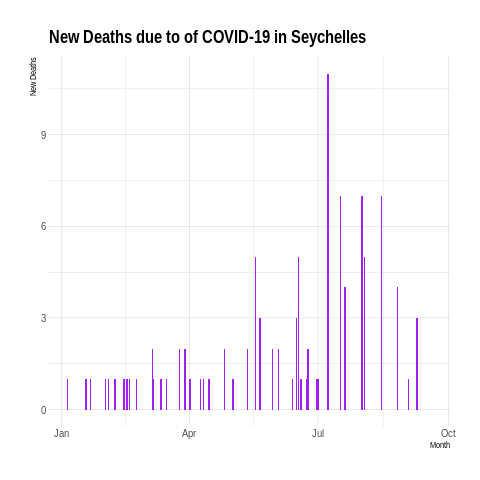 New Deaths due to of COVID-19 in Seychelles
New Deaths
9
6
3
0
Jan Apr Jul Oct
Month